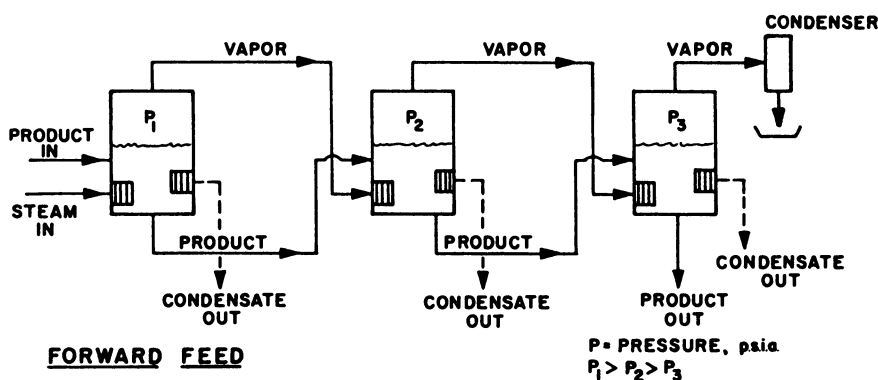 CONDENSER
VAPOR
VAPOR
VAPOR
P1
P2
P3
PRODUCT
IN
STEAM
IN
PRODUCT
PRODUCT
CONDENSATE
OUT
CONDENSATE
OUT
PRODUCT
OUT
CONDENSATE
OUT
FORWARD FEED
P = PRESSURE, p.s.i.a.
P1 > P2 > P3